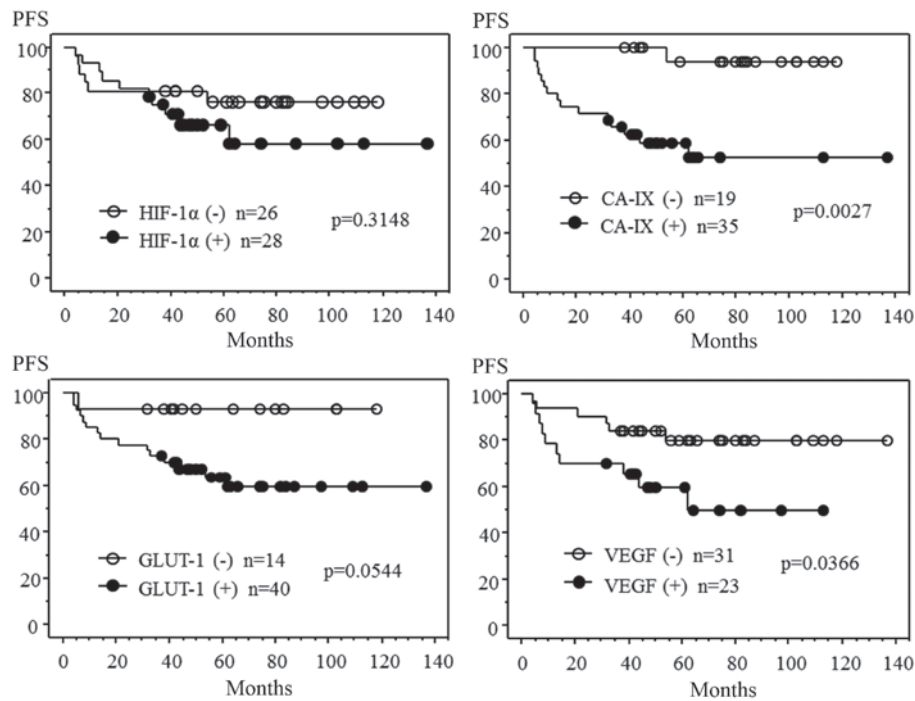 PFS
100
80
60
40
20
0
HIF-1α (-) n=26
HIF-1α (+) n=28
p=0.3148
0 20 40 60 80 100 120 140
Months
PFS
100
80
60
40
20
0
CA-IX (-) n=19
CA-IX (+) n=35
p=0.0027
0 20 40 60 80 100 120 140
Months
PFS
100
80
60
40
20
0
GLUT-1 (-) n=14
GLUT-1 (+) n=40
p=0.0544
0 20 40 60 80 100 120 140
Months
PFS
100
80
60
40
20
0
VEGF (-) n=31
VEGF (+) n=23
p=0.0366
0 20 40 60 80 100 120 140
Months